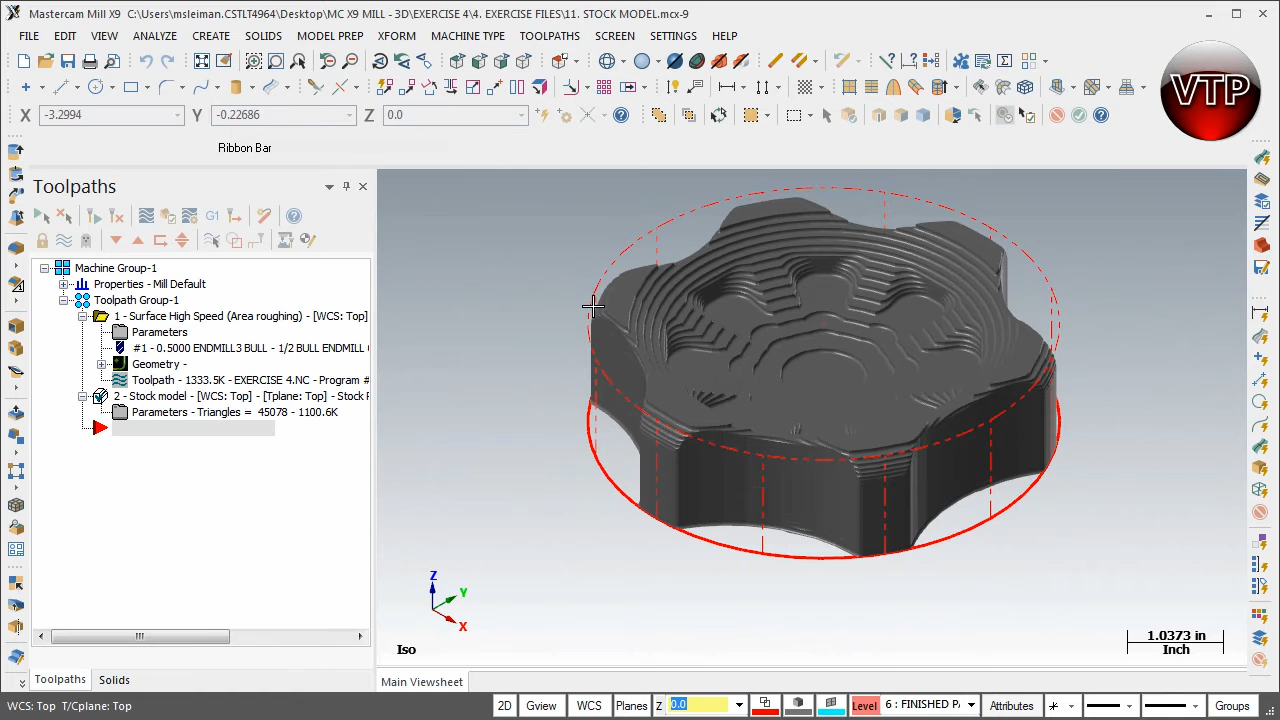 Mastercam Mill X9 C:\Users\msleiman.CSTLT4964\Desktop\MC X9 MILL - 3D\EXERCISE 4\4. EXERCISE FILES\11. STOCK MODEL.mcx-9
FILE EDIT VIEW ANALYZE CREATE SOLIDS MODEL PREP XFORM MACHINE TYPE TOOLPATHS SCREEN SETTINGS HELP
VTP
X -3.2994 Y -0.22686 Z 0.0
Ribbon Bar
Toolpaths
G1
Machine Group-1
Properties - Mill Default
Toolpath Group-1
1 - Surface High Speed (Area roughing) - [WCS: Top]
Parameters
#1 - 0.5000 ENDMILL3 BULL - 1/2 BULL ENDMILL
Geometry -
Toolpath - 1333.5K - EXERCISE 4.NC - Program #
2 - Stock model - [WCS: Top] - [Tplane: Top] - Stock
Parameters - Triangles = 45078 - 1100.6K
Z
Y
X
Iso
1.0373 in
Inch
Toolpaths Solids
Main Viewsheet
WCS: Top T/Cplane: Top 2D Gview WCS Planes Z 0.0 Level 6 : FINISHED PA Attributes Groups